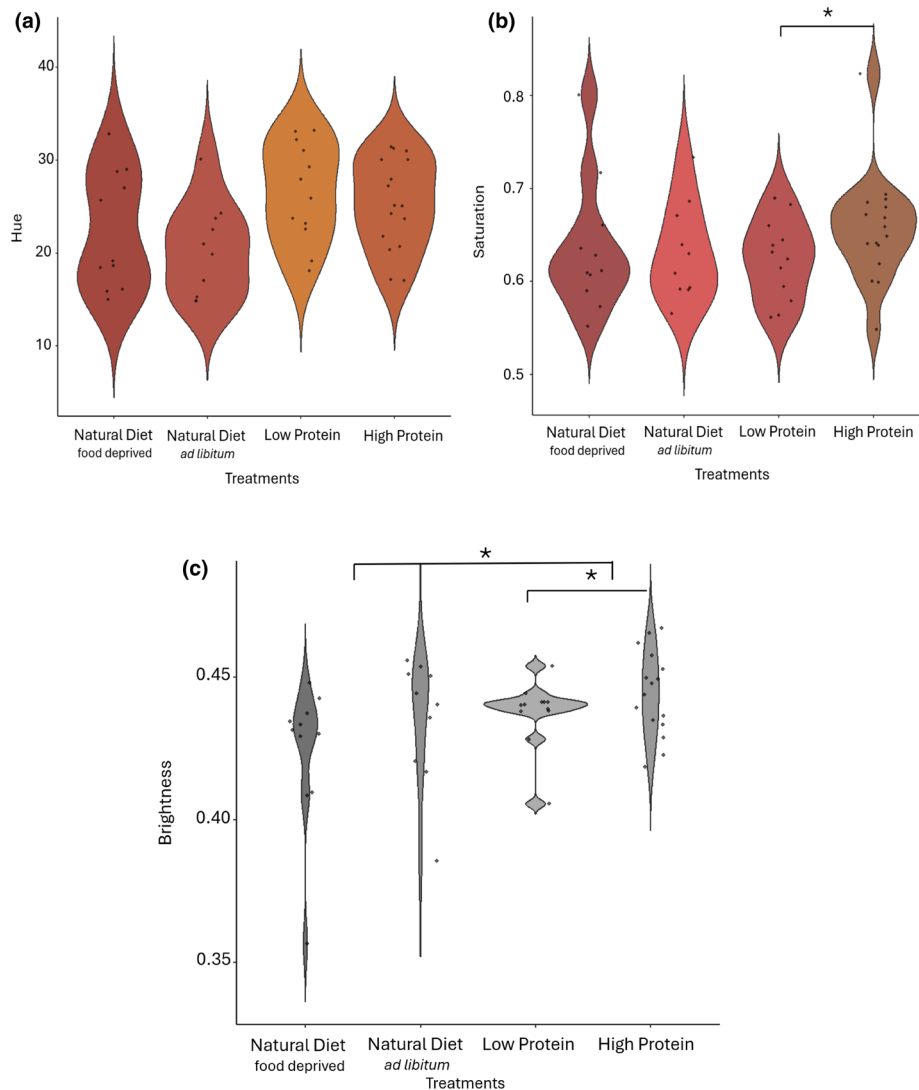 (a)
40
30
20
10
Hue
Natural Diet
food deprived
Natural Diet
ad libitum
Low Protein
High Protein
Treatments
(b)
*
0.8
0.7
0.6
0.5
Saturation
Natural Diet
food deprived
Natural Diet
ad libitum
Low Protein
High Protein
Treatments
(c)
*
*
0.45
0.40
0.35
Brightness
Natural Diet
food deprived
Natural Diet
ad libitum
Low Protein
High Protein
Treatments